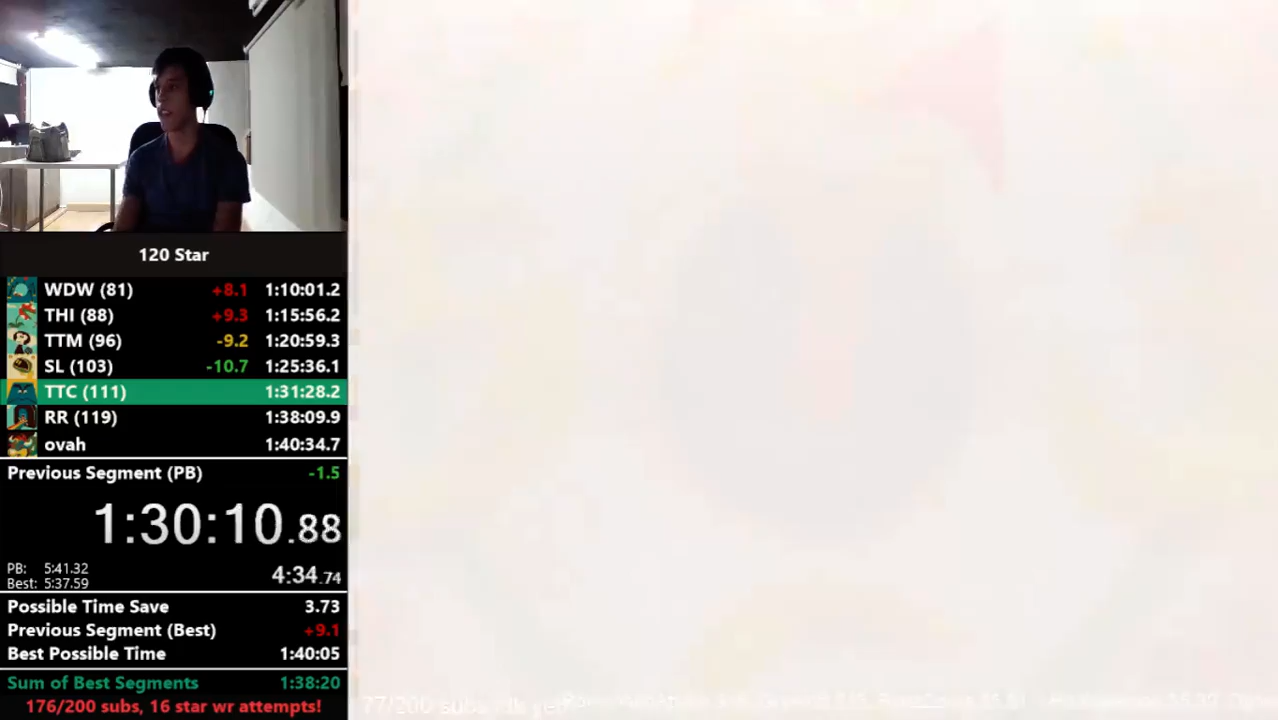 120 Star
WDW (81) +8.1 1:10:01.2
THI (88) +9.3 1:15:56.2
TTM (96) -9.2 1:20:59.3
SL (103) -10.7 1:25:36.1
TTC (111) 1:31:28.2
RR (119) 1:38:09.9
ovah 1:40:34.7
Previous Segment (PB) -1.5
1:30:10.88
PB: 5:41.32
Best: 5:37.59
4:34.74
Possible Time Save 3.73
Previous Segment (Best) +9.1
Best Possible Time 1:40:05
Sum of Best Segments 1:38:20
176/200 subs, 16 star wr attempts!
77/200 subs